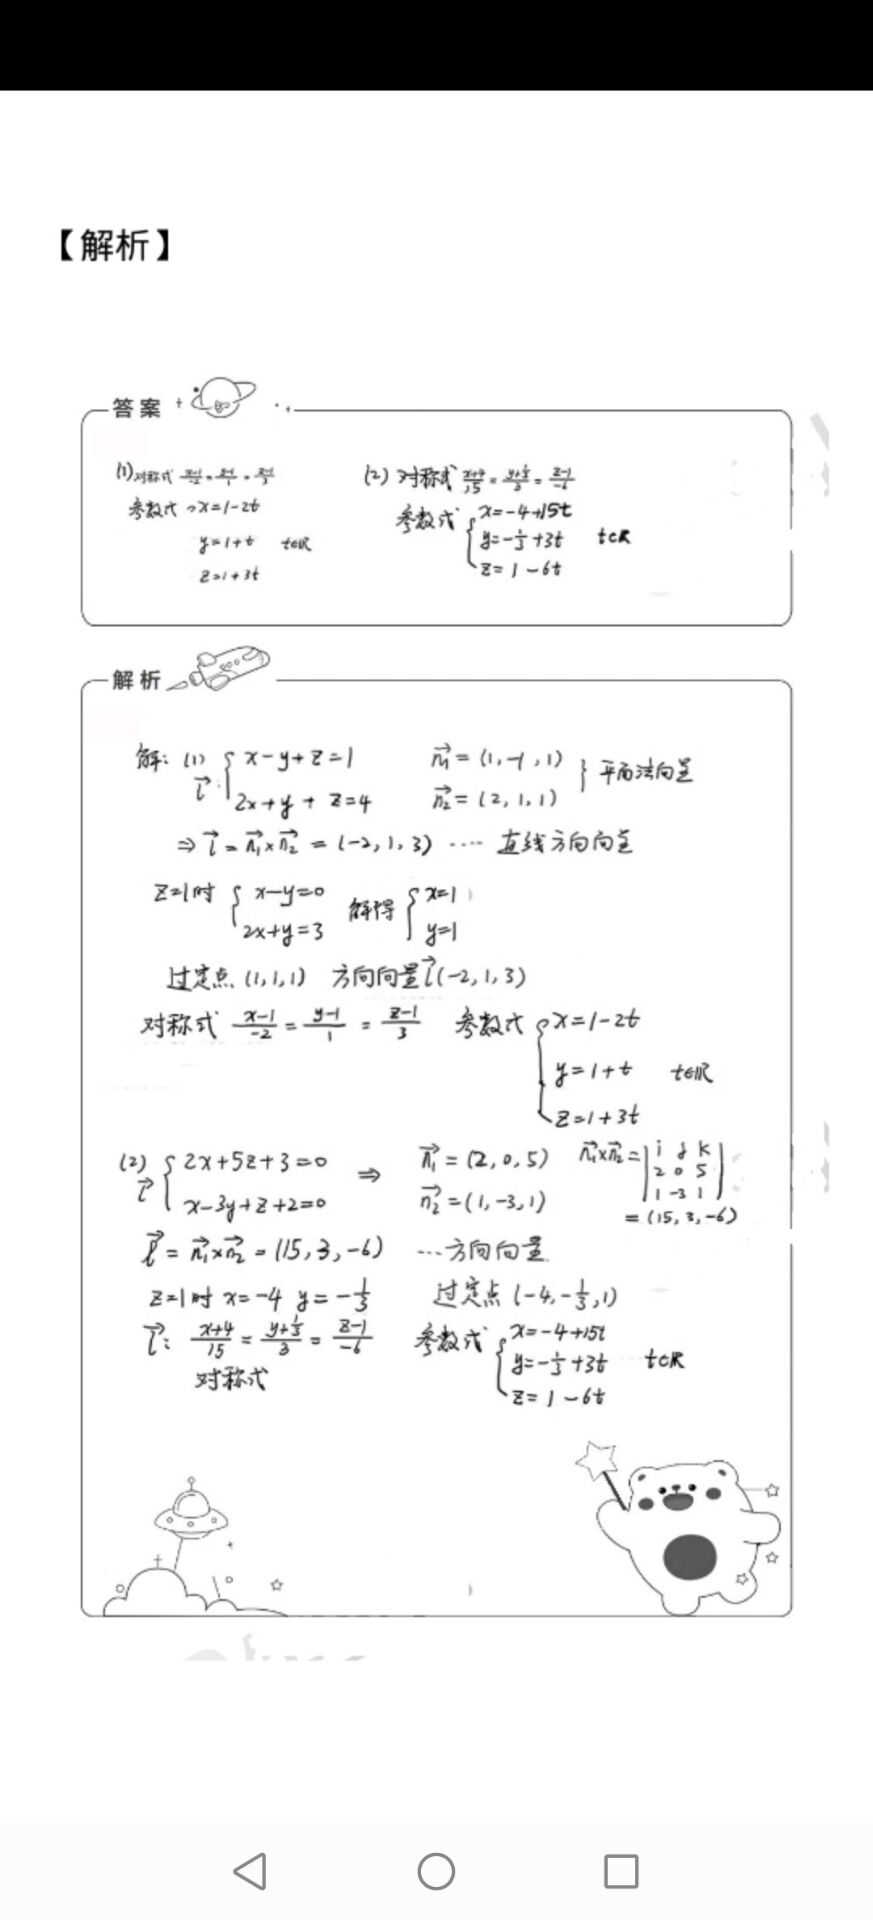 【解析】
答案
(1)对称式 x-1/-2 = y-1/1 = z-1/3
(2)对称式 x+4/15 = y+1/3/3 = z-1/-6
参数式 x=1-2t
y=1+t t∈R
z=1+3t
参数式 { x=-4+15t
y=-1/3+3t t∈R
z=1-6t
解析
解: (1) { x-y+z=1 n1=(1,-1,1) } 平面法向量
l: 2x+y+z=4 n2=(2,1,1)
⇒ l=n1×n2=(-2,1,3) ···· 直线方向向量
z=1时 { x-y=0 解得 { x=1
2x+y=3 y=1
过定点(1,1,1) 方向向量l(-2,1,3)
对称式 x-1/-2 = y-1/1 = z-1/3 参数式 { x=1-2t
y=1+t t∈R
z=1+3t
(2) { 2x+5z+3=0 ⇒ n1=(2,0,5) n1×n2= | i j k
2 0 5
l x-3y+z+2=0 n2=(1,-3,1) 1 -3 1 |
=(15,3,-6)
l=n1×n2=(15,3,-6) ···方向向量
z=1时 x=-4 y=-1/3 过定点(-4,-1/3,1)
l: x+4/15 = y+1/3/3 = z-1/-6 参数式 { x=-4+15t
y=-1/3+3t t∈R
对称式 z=1-6t